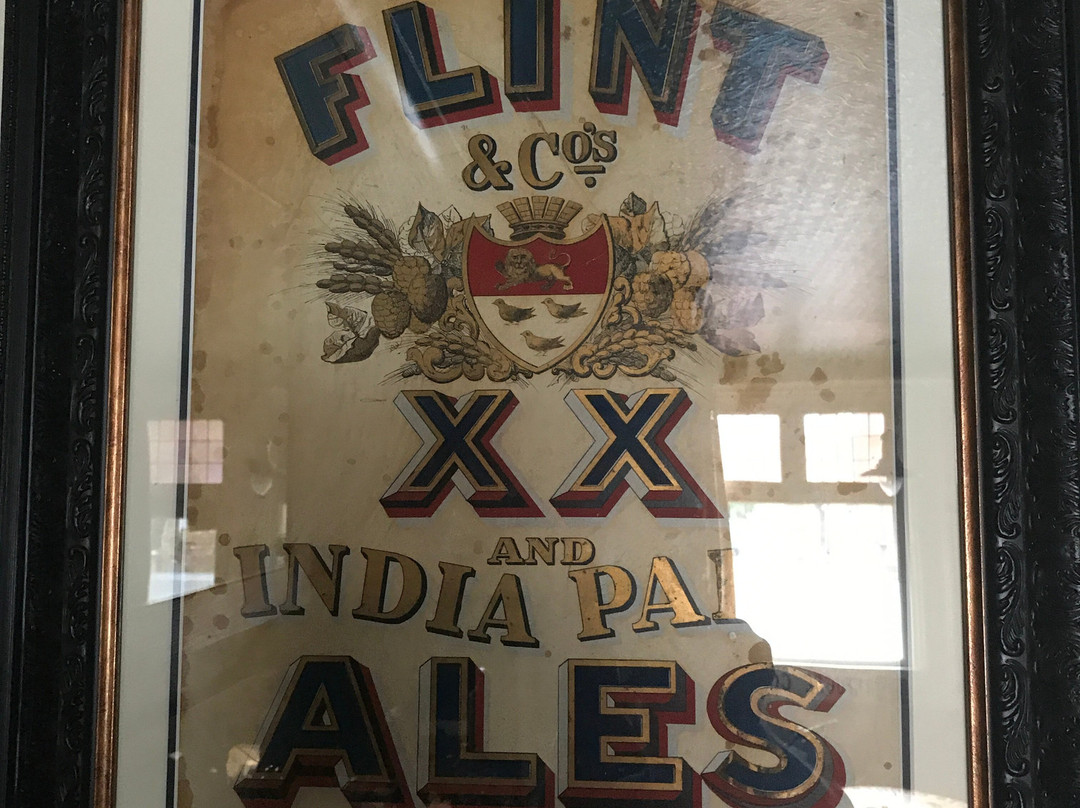 FLINT
& Co's
XX
AND
INDIA PAL
ALES